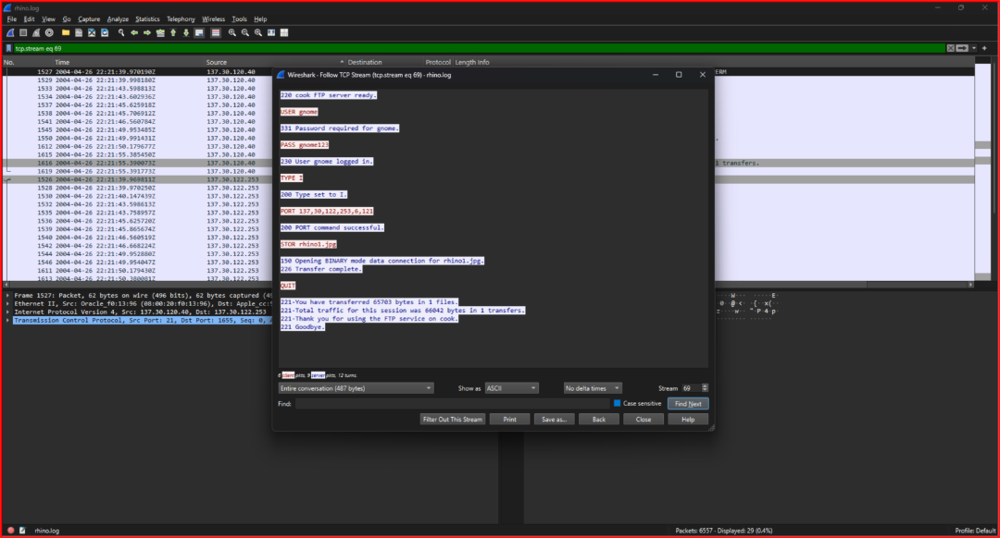 rhino.log
File Edit View Go Capture Analyze Statistics Telephony Wireless Tools Help
tcp.stream eq 69
No. Time Source Destination Protocol Length Info
1527 2004-04-26 22:21:39.970190Z 137.30.120.40 ERM
1529 2004-04-26 22:21:39.998180Z 137.30.120.40
1533 2004-04-26 22:21:43.598813Z 137.30.120.40
1534 2004-04-26 22:21:43.602936Z 137.30.120.40
1537 2004-04-26 22:21:45.625918Z 137.30.120.40
1538 2004-04-26 22:21:45.706912Z 137.30.120.40
1541 2004-04-26 22:21:46.560784Z 137.30.120.40
1545 2004-04-26 22:21:49.953485Z 137.30.120.40
1550 2004-04-26 22:21:49.991431Z 137.30.120.40
1612 2004-04-26 22:21:50.179677Z 137.30.120.40
1615 2004-04-26 22:21:55.385450Z 137.30.120.40
1616 2004-04-26 22:21:55.390073Z 137.30.120.40 1 transfers.
1619 2004-04-26 22:21:55.391773Z 137.30.120.40
1526 2004-04-26 22:21:39.969811Z 137.30.122.253
1528 2004-04-26 22:21:39.970250Z 137.30.122.253
1530 2004-04-26 22:21:40.147439Z 137.30.122.253
1532 2004-04-26 22:21:43.598613Z 137.30.122.253
1535 2004-04-26 22:21:43.758957Z 137.30.122.253
1536 2004-04-26 22:21:45.625720Z 137.30.122.253
1539 2004-04-26 22:21:45.865674Z 137.30.122.253
1540 2004-04-26 22:21:46.560519Z 137.30.122.253
1542 2004-04-26 22:21:46.668224Z 137.30.122.253
1544 2004-04-26 22:21:49.952880Z 137.30.122.253
1546 2004-04-26 22:21:49.954047Z 137.30.122.253
1611 2004-04-26 22:21:50.179430Z 137.30.122.253
1613 2004-04-26 22:21:50.380081Z 137.30.122.253
Frame 1527: Packet, 62 bytes on wire (496 bits), 62 bytes captured (49
Ethernet II, Src: Oracle_f0:13:96 (08:00:20:f0:13:96), Dst: Apple_cc:
Internet Protocol Version 4, Src: 137.30.120.40, Dst: 137.30.122.253
Transmission Control Protocol, Src Port: 21, Dst Port: 1655, Seq: 0,
Wireshark - Follow TCP Stream (tcp.stream eq 69) - rhino.log
220 cook FTP server ready.
USER gnome
331 Password required for gnome.
PASS gnome123
230 User gnome logged in.
TYPE I
200 Type set to I.
PORT 137,30,122,253,6,121
200 PORT command successful.
STOR rhino1.jpg
150 Opening BINARY mode data connection for rhino1.jpg.
226 Transfer complete.
QUIT
221-You have transferred 65703 bytes in 1 files.
221-Total traffic for this session was 66042 bytes in 1 transfers.
221-Thank you for using the FTP service on cook.
221 Goodbye.
client pkts, 9 server pkts, 12 turns.
Entire conversation (487 bytes) Show as ASCII No delta times Stream 69
Find: Case sensitive Find Next
Filter Out This Stream Print Save as... Back Close Help
rhino.log Packets: 6557 · Displayed: 29 (0.4%) Profile: Default